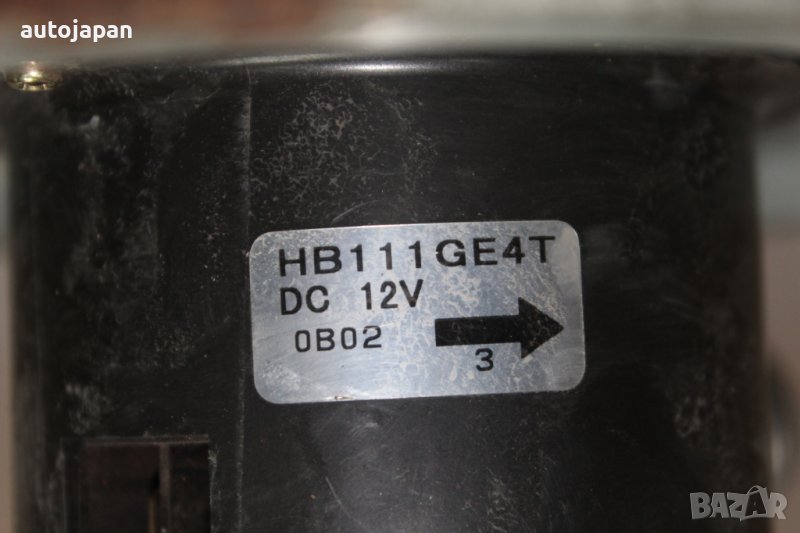 autojapan
HB111GE4T
DC 12V
0B02
3
BAZAR